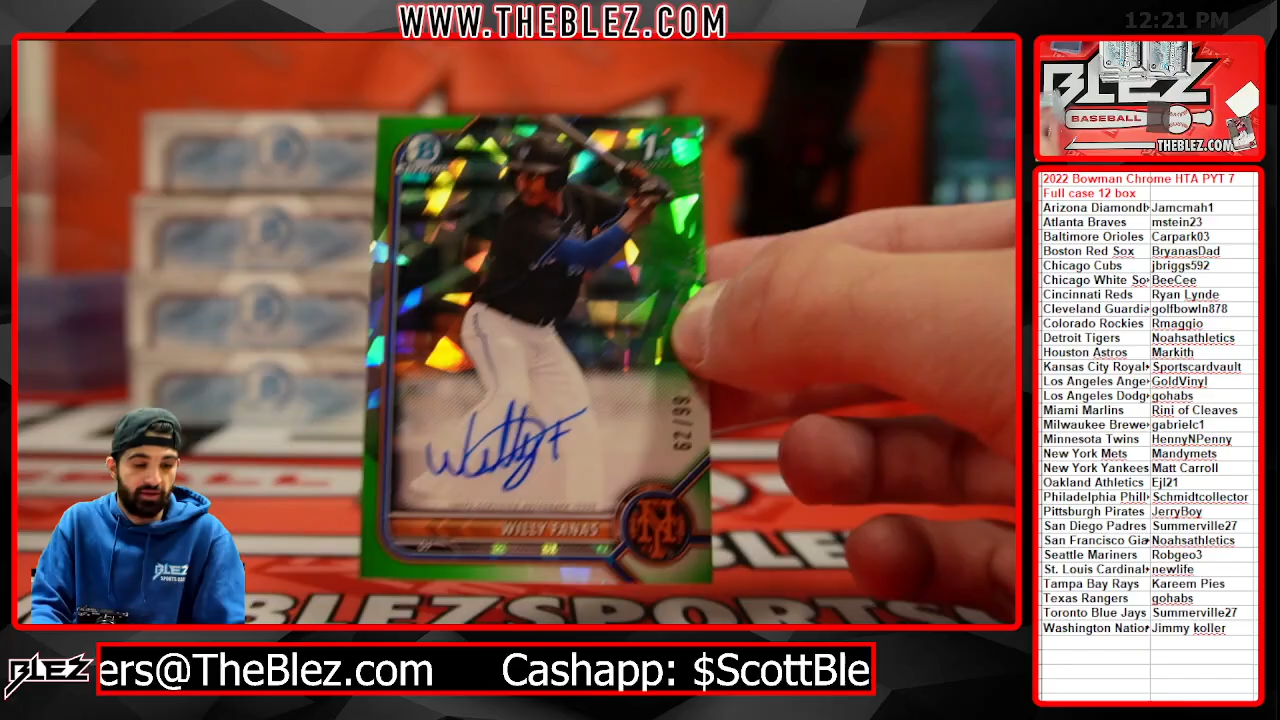 WWW.THEBLEZ.COM
12:21 PM
BLEZ
BASEBALL
THEBLEZ.COM
1st
62/99
WILLY FANAS
BLEZSPORTS
BLEZ
2022 Bowman Chrome HTA PYT 7
Full case 12 box
Arizona Diamondb Jamcmah1
Atlanta Braves mstein23
Baltimore Orioles Carpark03
Boston Red Sox BryanasDad
Chicago Cubs jbriggs592
Chicago White So BeeCee
Cincinnati Reds Ryan Lynde
Cleveland Guardia golfbowln878
Colorado Rockies Rmaggio
Detroit Tigers Noahsathletics
Houston Astros Markith
Kansas City Royal Sportscardvault
Los Angeles Ange GoldVinyl
Los Angeles Dodg gohabs
Miami Marlins Rini of Cleaves
Milwaukee Brewe gabrielc1
Minnesota Twins HennyNPenny
New York Mets Mandymets
New York Yankees Matt Carroll
Oakland Athletics Ejl21
Philadelphia Phill Schmidtcollector
Pittsburgh Pirates JerryBoy
San Diego Padres Summerville27
San Francisco Gia Noahsathletics
Seattle Mariners Robgeo3
St. Louis Cardinal newlife
Tampa Bay Rays Kareem Pies
Texas Rangers gohabs
Toronto Blue Jays Summerville27
Washington Natio Jimmy koller
BLEZ
ers@TheBlez.com Cashapp: $ScottBle